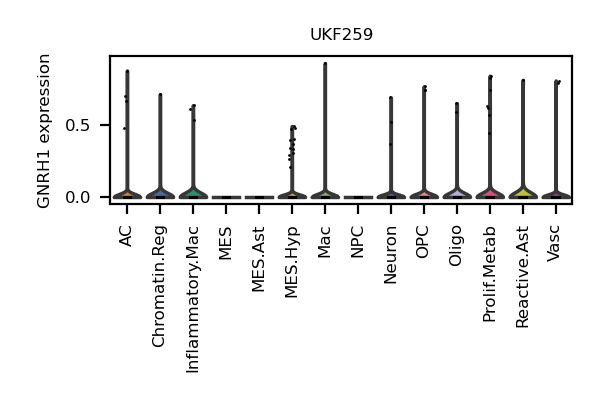 UKF259
GNRH1 expression
0.5
0.0
AC
Chromatin.Reg
Inflammatory.Mac
MES
MES.Ast
MES.Hyp
Mac
NPC
Neuron
OPC
Oligo
Prolif.Metab
Reactive.Ast
Vasc